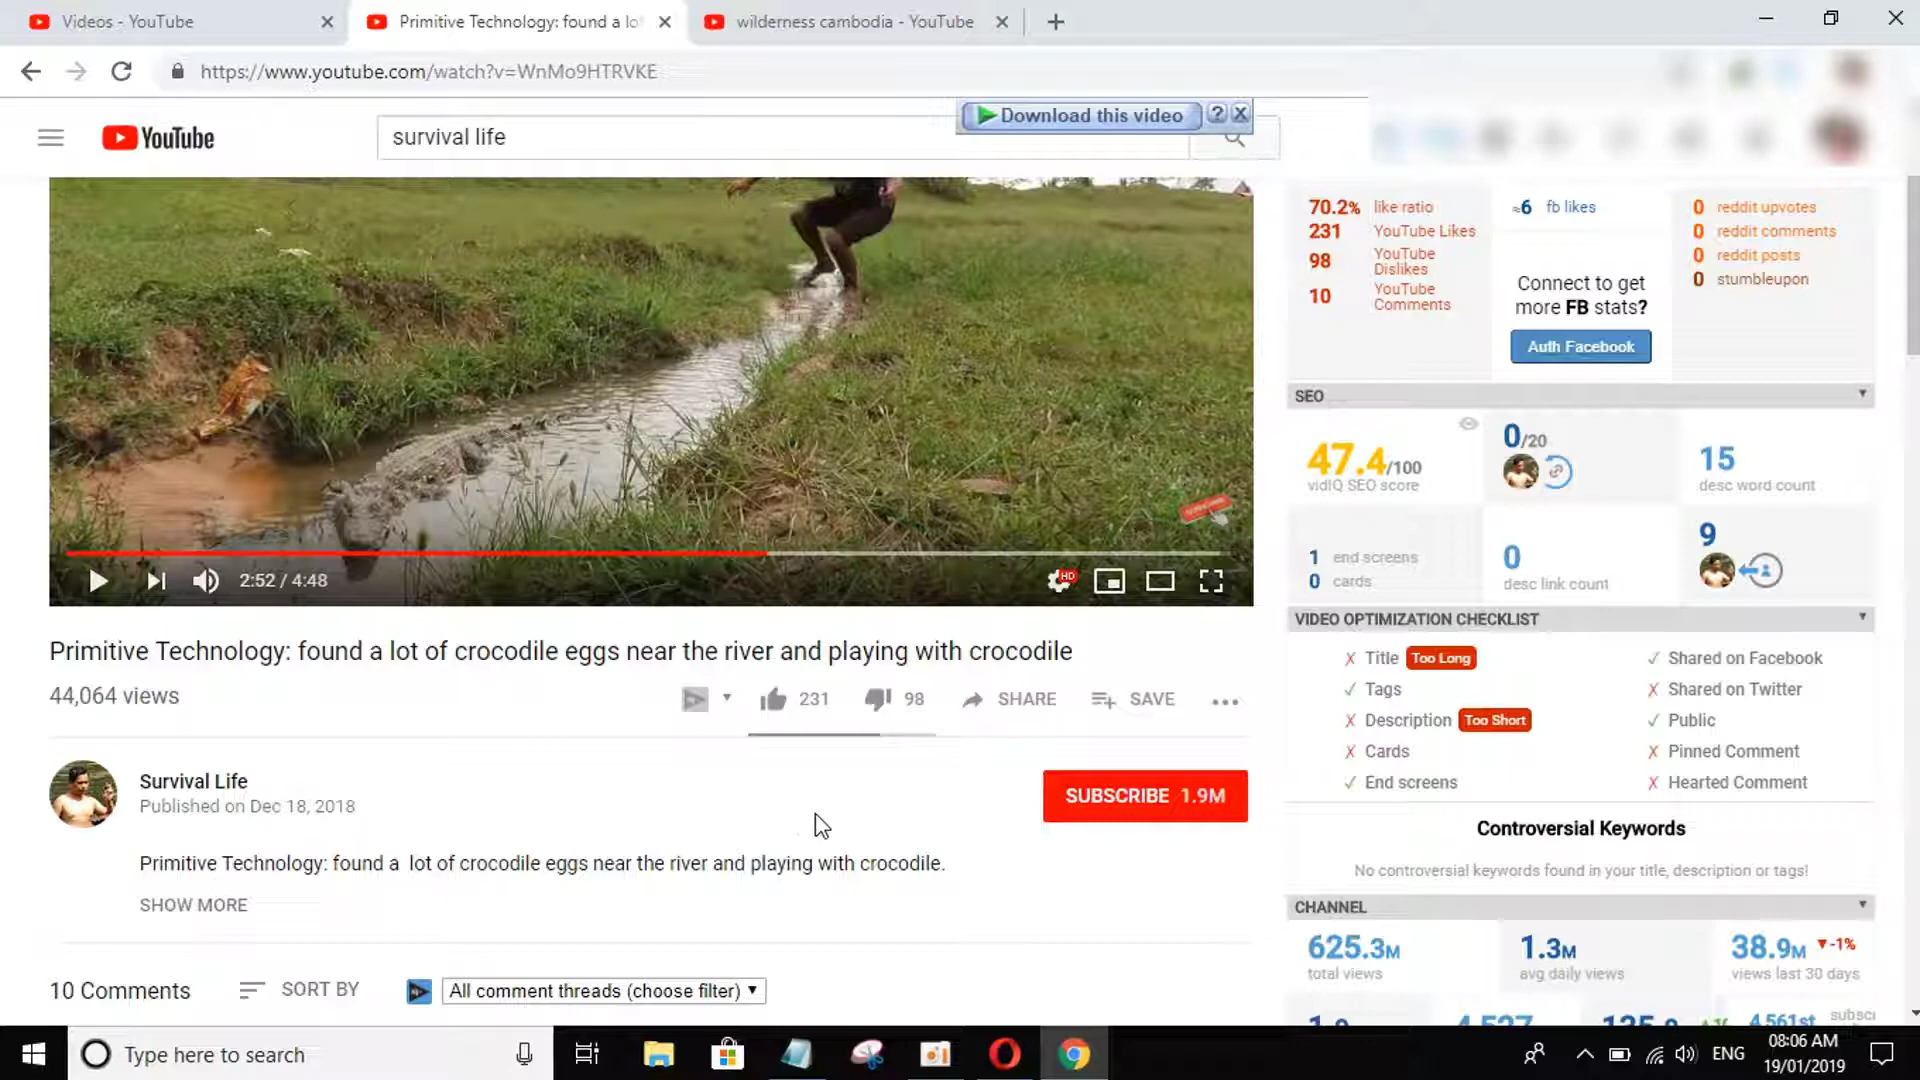 Videos - YouTube
Primitive Technology: found a lo
wilderness cambodia - YouTube
https://www.youtube.com/watch?v=WnMo9HTRVKE
Download this video
?
YouTube
survival life
70.2% like ratio
231 YouTube Likes
98 YouTube Dislikes
10 YouTube Comments
≈6 fb likes
Connect to get
more FB stats?
Auth Facebook
0 reddit upvotes
0 reddit comments
0 reddit posts
0 stumbleupon
SEO
47.4/100
vidIQ SEO score
0/20
15
desc word count
1 end screens
0 cards
0
desc link count
9
2:52 / 4:48
HD
Primitive Technology: found a lot of crocodile eggs near the river and playing with crocodile
44,064 views
231
98
SHARE
SAVE
VIDEO OPTIMIZATION CHECKLIST
✗ Title Too Long
✓ Tags
✗ Description Too Short
✗ Cards
✓ End screens
✓ Shared on Facebook
✗ Shared on Twitter
✓ Public
✗ Pinned Comment
✗ Hearted Comment
Survival Life
Published on Dec 18, 2018
SUBSCRIBE 1.9M
Primitive Technology: found a  lot of crocodile eggs near the river and playing with crocodile.
SHOW MORE
Controversial Keywords
No controversial keywords found in your title, description or tags!
CHANNEL
625.3M
total views
1.3M
avg daily views
38.9M ▼-1%
views last 30 days
4,561st
10 Comments
SORT BY
All comment threads (choose filter)
Type here to search
ENG
08:06 AM
19/01/2019